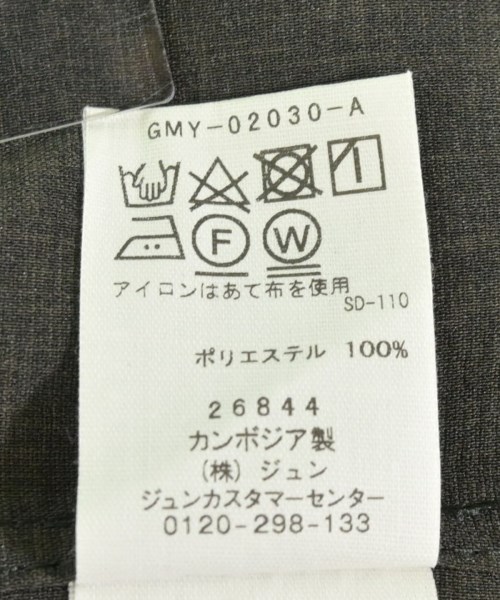 GMY-02030-A
F W
アイロンはあて布を使用
SD-110
ポリエステル 100%
26844
カンボジア製
(株) ジュン
ジュンカスタマーセンター
0120-298-133